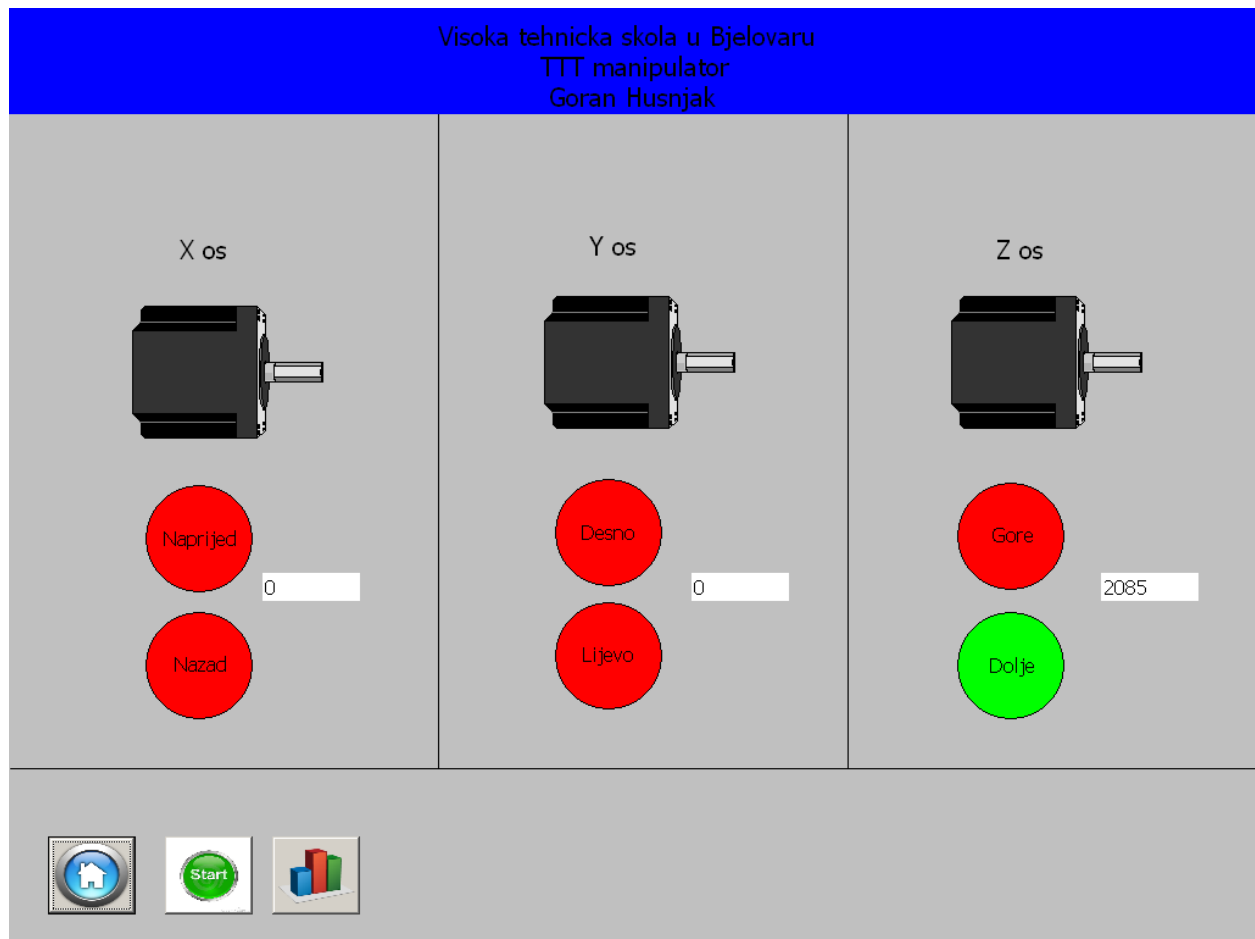 Visoka tehnicka skola u Bjelovaru
TTT manipulator
Goran Husnjak
X os
Y os
Z os
Naprijed
0
Nazad
Desno
0
Lijevo
Gore
2085
Dolje
Start